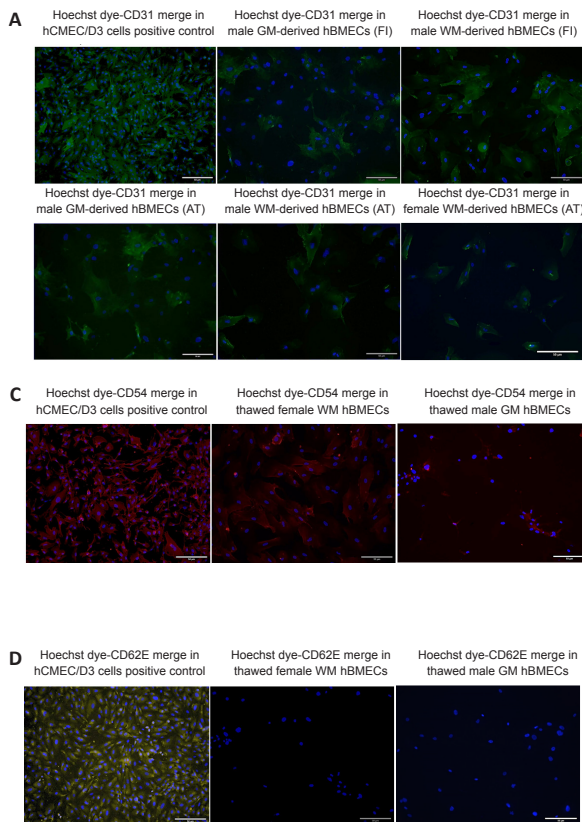 A
Hoechst dye-CD31 merge in
hCMEC/D3 cells positive control
Hoechst dye-CD31 merge in
male GM-derived hBMECs (FI)
Hoechst dye-CD31 merge in
male WM-derived hBMECs (FI)
Hoechst dye-CD31 merge in
male GM-derived hBMECs (AT)
Hoechst dye-CD31 merge in
male WM-derived hBMECs (AT)
Hoechst dye-CD31 merge in
female WM-derived hBMECs (AT)
C
Hoechst dye-CD54 merge in
hCMEC/D3 cells positive control
Hoechst dye-CD54 merge in
thawed female WM hBMECs
Hoechst dye-CD54 merge in
thawed male GM hBMECs
D
Hoechst dye-CD62E merge in
hCMEC/D3 cells positive control
Hoechst dye-CD62E merge in
thawed female WM hBMECs
Hoechst dye-CD62E merge in
thawed male GM hBMECs